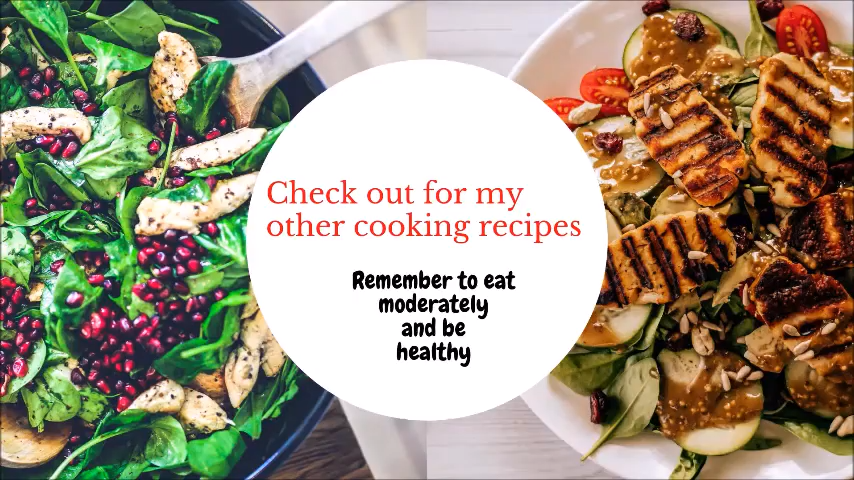 Check out for my
other cooking recipes
Remember to eat
moderately
and be
healthy